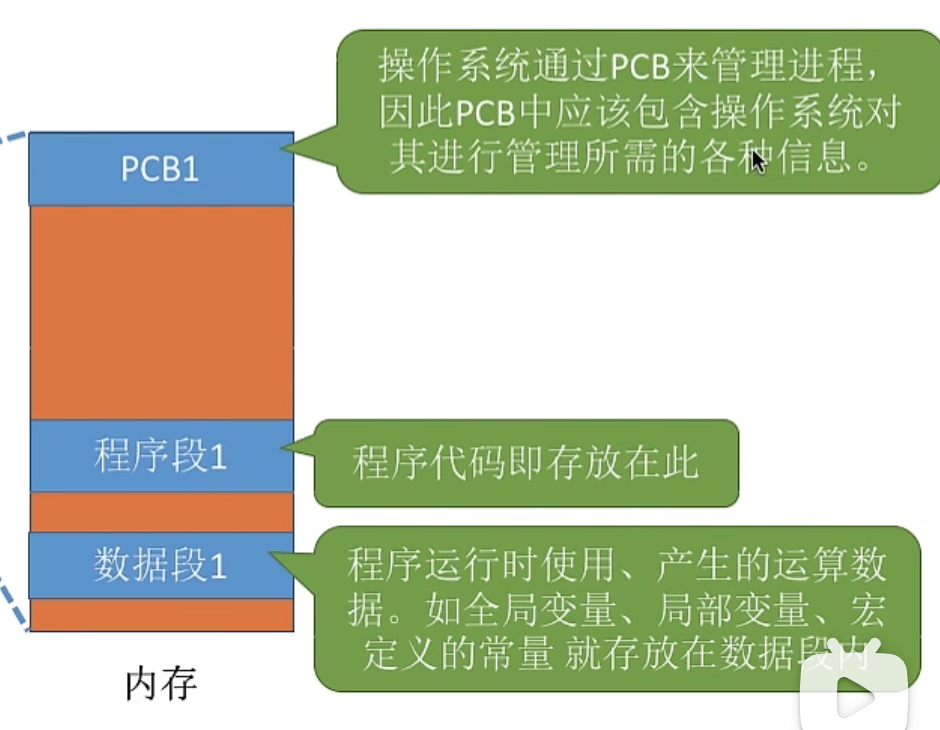 操作系统通过PCB来管理进程，
因此PCB中应该包含操作系统对
其进行管理所需的各种信息。
PCB1
程序段1
程序代码即存放在此
数据段1
程序运行时使用、产生的运算数
据。如全局变量、局部变量、宏
定义的常量 就存放在数据段内
内存